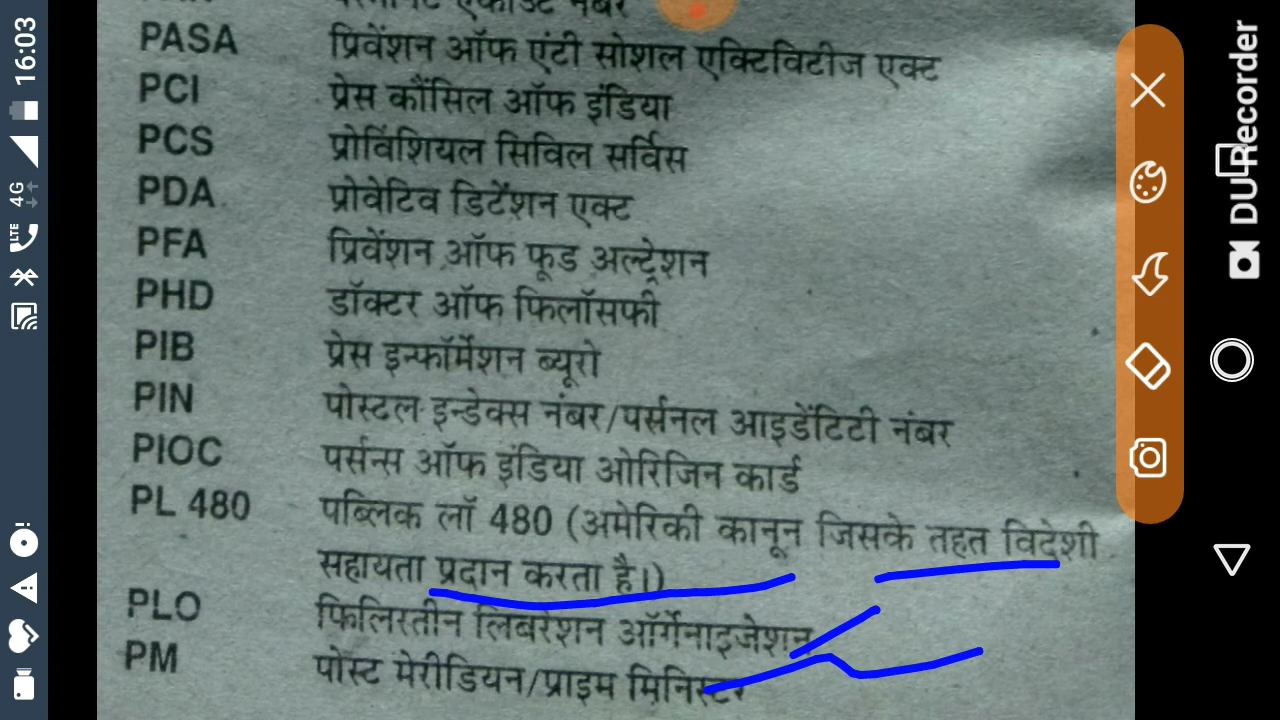 एकाउंट नंबर
PASA प्रिवेंशन ऑफ एंटी सोशल एक्टिविटीज एक्ट
PCI प्रेस कौंसिल ऑफ इंडिया
PCS प्रोविंशियल सिविल सर्विस
PDA प्रोवेटिव डिटेंशन एक्ट
PFA प्रिवेंशन ऑफ फूड अल्ट्रेशन
PHD डॉक्टर ऑफ फिलॉसफी
PIB प्रेस इन्फॉर्मेशन ब्यूरो
PIN पोस्टल इन्डेक्स नंबर/पर्सनल आइडेंटिटी नंबर
PIOC पर्सन्स ऑफ इंडिया ओरिजिन कार्ड
PL 480 पब्लिक लॉ 480 (अमेरिकी कानून जिसके तहत विदेशी
सहायता प्रदान करता है।)
PLO फिलिस्तीन लिबरेशन ऑर्गेनाइजेशन
PM पोस्ट मेरीडियन/प्राइम मिनिस्टर
16:03
4G
LTE
DU Recorder